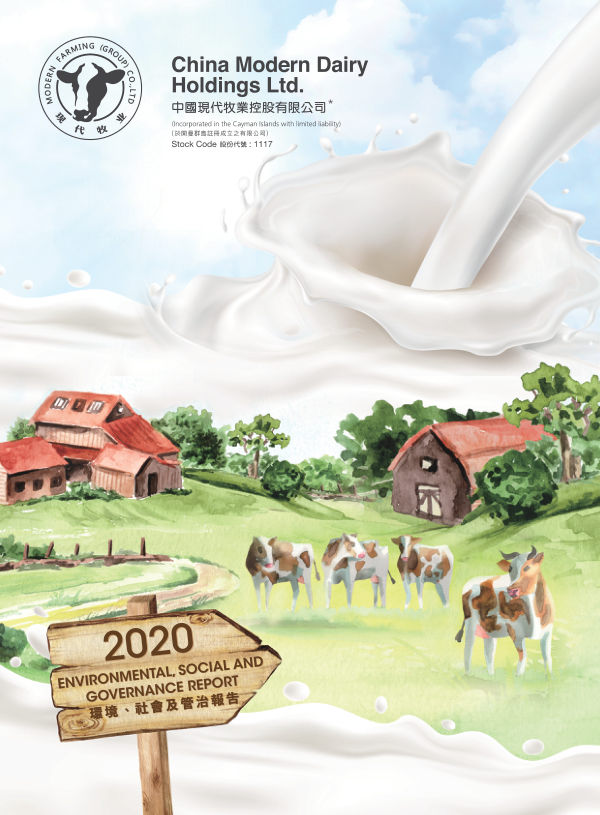 MODERN FARMING (GROUP) CO.,LTD
现代牧业
China Modern Dairy
Holdings Ltd.
中國現代牧業控股有限公司*
(Incorporated in the Cayman Islands with limited liability)
(於開曼群島註冊成立之有限公司)
Stock Code 股份代號 : 1117
2020
ENVIRONMENTAL, SOCIAL AND
GOVERNANCE REPORT
環境、社會及管治報告